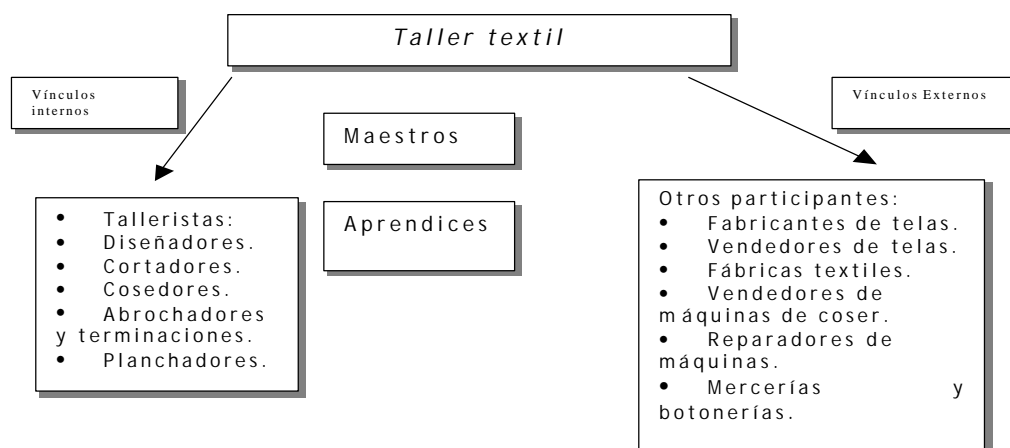 Taller textil
Vínculos
internos
Vínculos Externos
Maestros
Aprendices
• Talleristas:
• Diseñadores.
• Cortadores.
• Cosedores.
• Abrochadores
y terminaciones.
• Planchadores.
Otros participantes:
• Fabricantes de telas.
• Vendedores de telas.
• Fábricas textiles.
• Vendedores de
máquinas de coser.
• Reparadores de
máquinas.
• Mercerías y
botonerías.